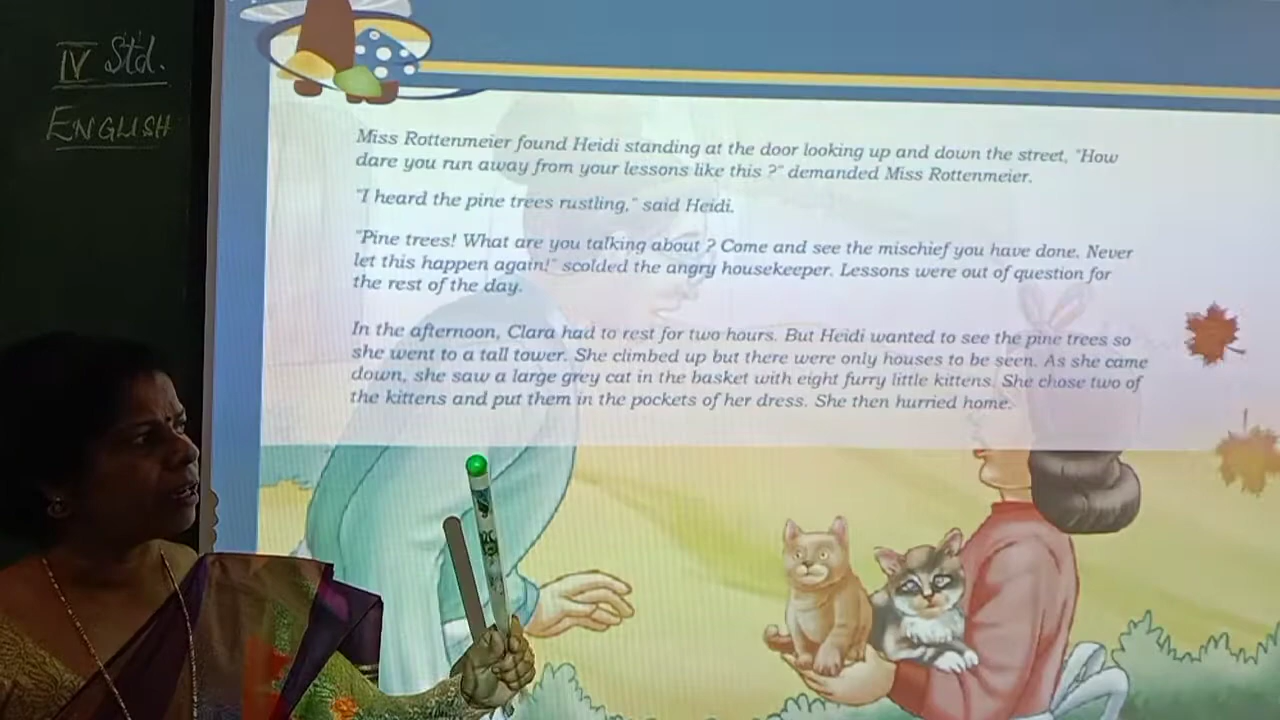 IV Std.
ENGLISH
Miss Rottenmeier found Heidi standing at the door looking up and down the street, "How
dare you run away from your lessons like this ?" demanded Miss Rottenmeier.
"I heard the pine trees rustling," said Heidi.
"Pine trees! What are you talking about ? Come and see the mischief you have done. Never
let this happen again!" scolded the angry housekeeper. Lessons were out of question for
the rest of the day.
In the afternoon, Clara had to rest for two hours. But Heidi wanted to see the pine trees so
she went to a tall tower. She climbed up but there were only houses to be seen. As she came
down, she saw a large grey cat in the basket with eight furry little kittens. She chose two of
the kittens and put them in the pockets of her dress. She then hurried home.